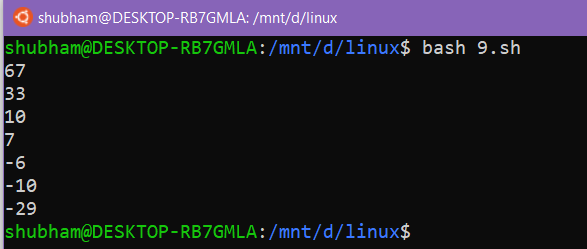 shubham@DESKTOP-RB7GMLA: /mnt/d/linux
shubham@DESKTOP-RB7GMLA:/mnt/d/linux$ bash 9.sh
67
33
10
7
-6
-10
-29
shubham@DESKTOP-RB7GMLA:/mnt/d/linux$